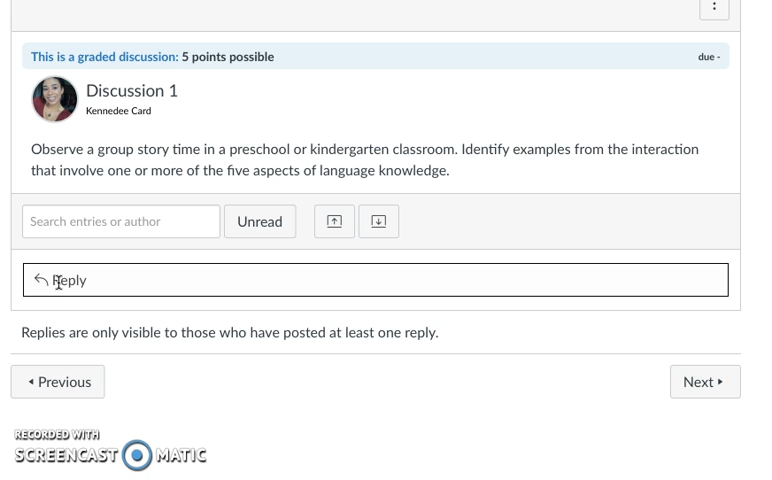 This is a graded discussion: 5 points possible
due -
Discussion 1
Kennedee Card
Observe a group story time in a preschool or kindergarten classroom. Identify examples from the interaction
that involve one or more of the five aspects of language knowledge.
Search entries or author
Unread
Reply
Replies are only visible to those who have posted at least one reply.
Previous
Next
RECORDED WITH
SCREENCAST MATIC